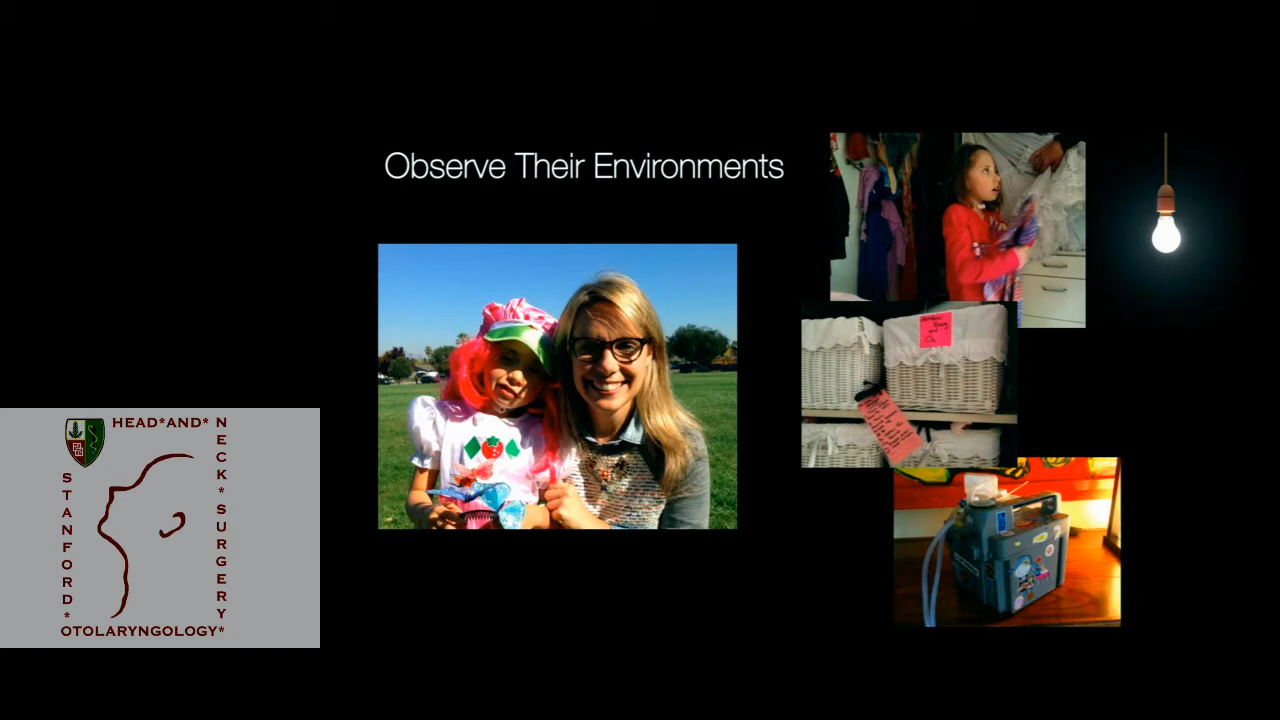 Observe Their Environments
HEAD*AND*
NECK*SURGERY
STANFORD*
OTOLARYNGOLOGY*